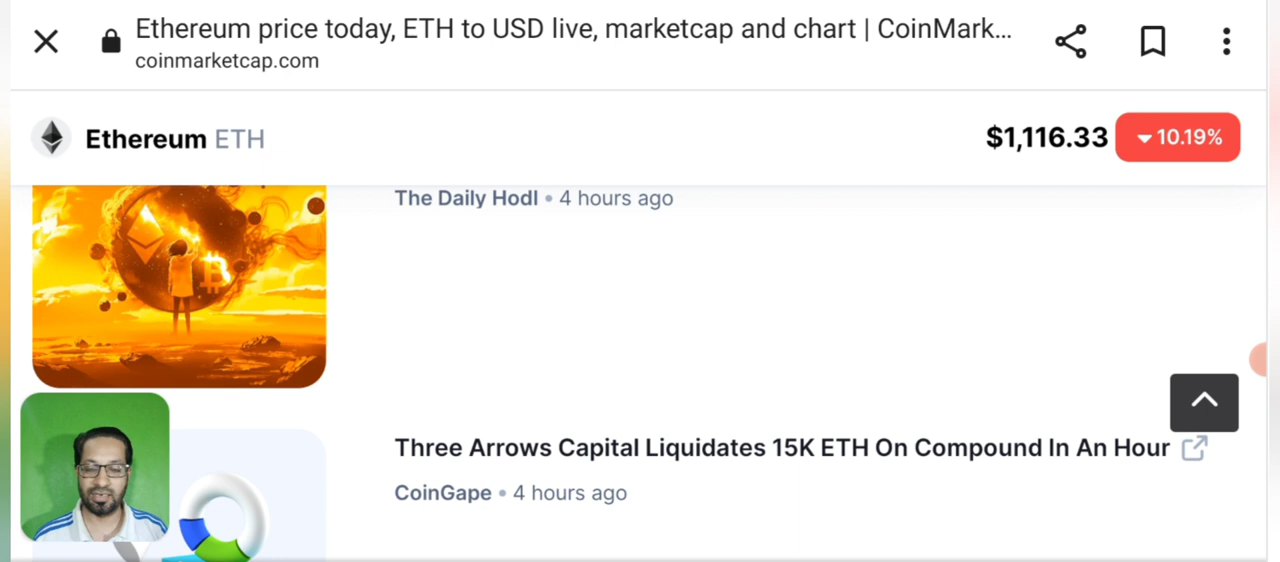 Ethereum price today, ETH to USD live, marketcap and chart | CoinMark...
coinmarketcap.com
Ethereum ETH
$1,116.33
10.19%
The Daily Hodl • 4 hours ago
Three Arrows Capital Liquidates 15K ETH On Compound In An Hour
CoinGape • 4 hours ago